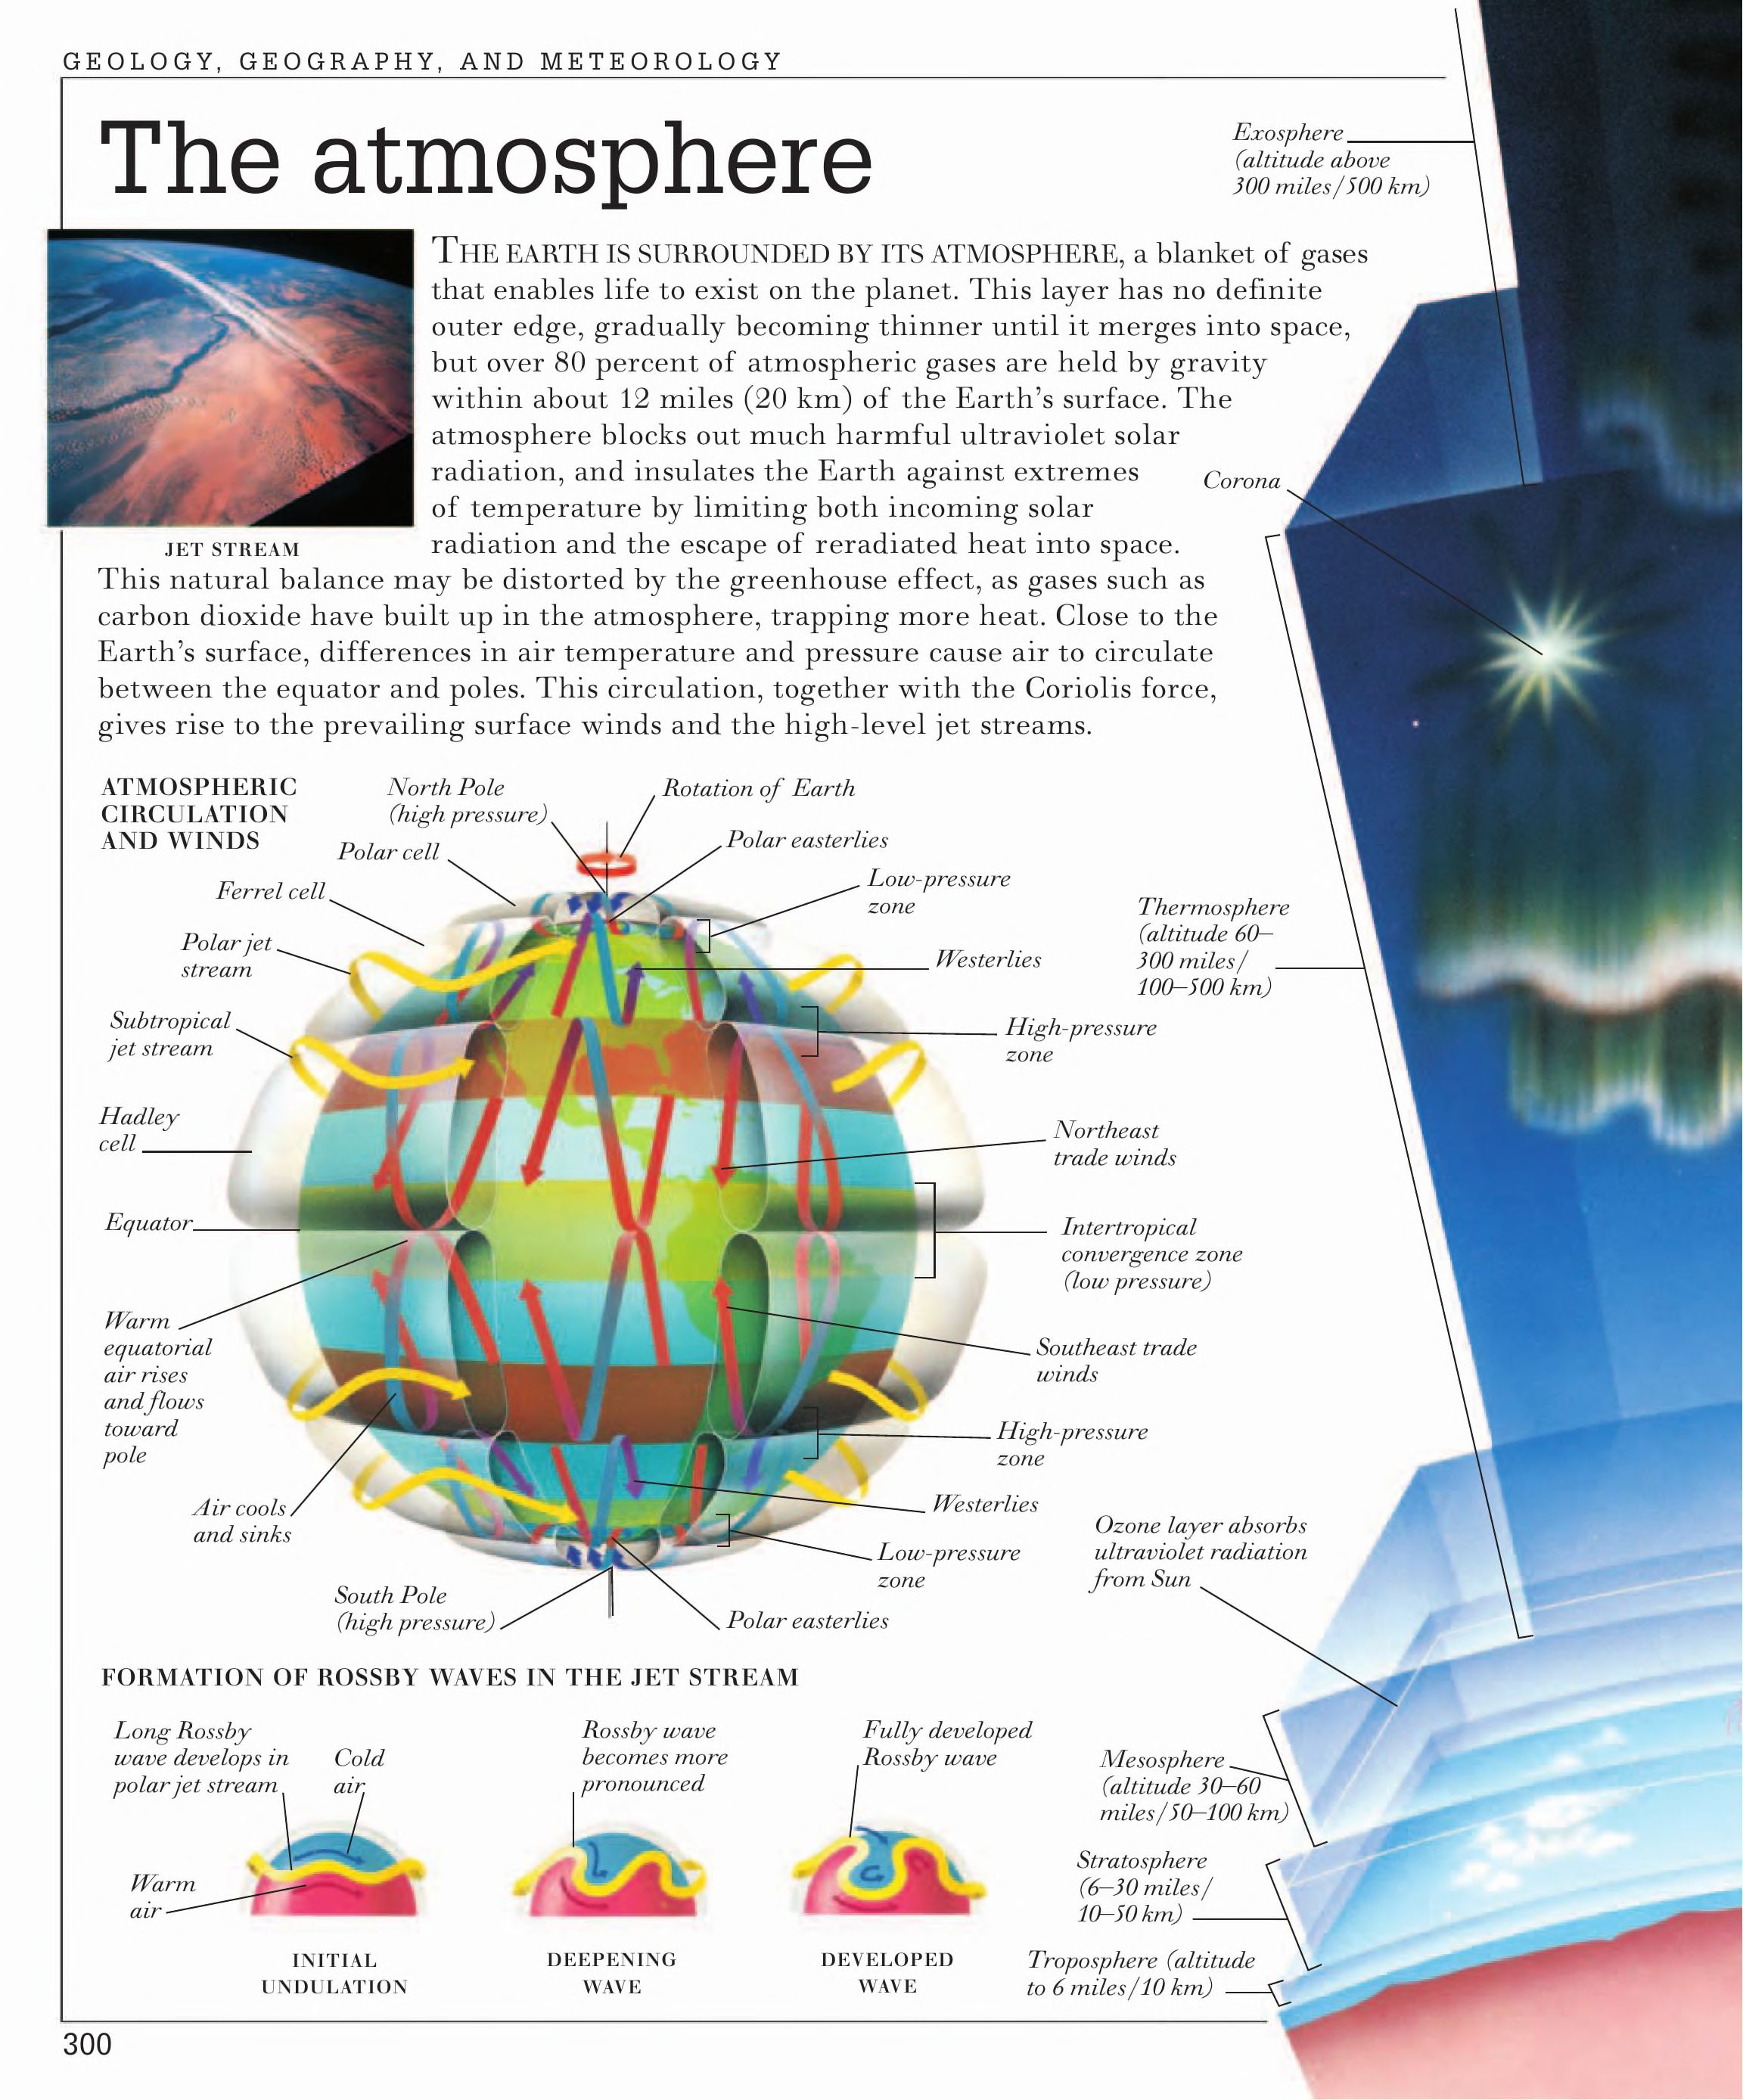 GEOLOGY, GEOGRAPHY, AND METEOROLOGY
The atmosphere
Exosphere
(altitude above
300 miles/500 km)
THE EARTH IS SURROUNDED BY ITS ATMOSPHERE, a blanket of gases
that enables life to exist on the planet. This layer has no definite
outer edge, gradually becoming thinner until it merges into space,
but over 80 percent of atmospheric gases are held by gravity
within about 12 miles (20 km) of the Earth's surface. The
atmosphere blocks out much harmful ultraviolet solar
radiation, and insulates the Earth against extremes
of temperature by limiting both incoming solar
radiation and the escape of reradiated heat into space.
This natural balance may be distorted by the greenhouse effect, as gases such as
carbon dioxide have built up in the atmosphere, trapping more heat. Close to the
Earth's surface, differences in air temperature and pressure cause air to circulate
between the equator and poles. This circulation, together with the Coriolis force,
gives rise to the prevailing surface winds and the high-level jet streams.
JET STREAM
Corona
ATMOSPHERIC
CIRCULATION
AND WINDS
North Pole
(high pressure)
Rotation of Earth
Polar cell
Polar easterlies
Ferrel cell
Low-pressure
zone
Polar jet
stream
Westerlies
Thermosphere
(altitude 60–
300 miles/
100–500 km)
Subtropical
jet stream
High-pressure
zone
Hadley
cell
Northeast
trade winds
Equator
Intertropical
convergence zone
(low pressure)
Warm
equatorial
air rises
and flows
toward
pole
Southeast trade
winds
High-pressure
zone
Air cools
and sinks
Westerlies
Low-pressure
zone
South Pole
(high pressure)
Polar easterlies
Ozone layer absorbs
ultraviolet radiation
from Sun
FORMATION OF ROSSBY WAVES IN THE JET STREAM
Long Rossby
wave develops in
polar jet stream
Cold
air
Warm
air
INITIAL
UNDULATION
Rossby wave
becomes more
pronounced
DEEPENING
WAVE
Fully developed
Rossby wave
DEVELOPED
WAVE
Mesosphere
(altitude 30–60
miles/50–100 km)
Stratosphere
(6–30 miles/
10–50 km)
Troposphere (altitude
to 6 miles/10 km)
300